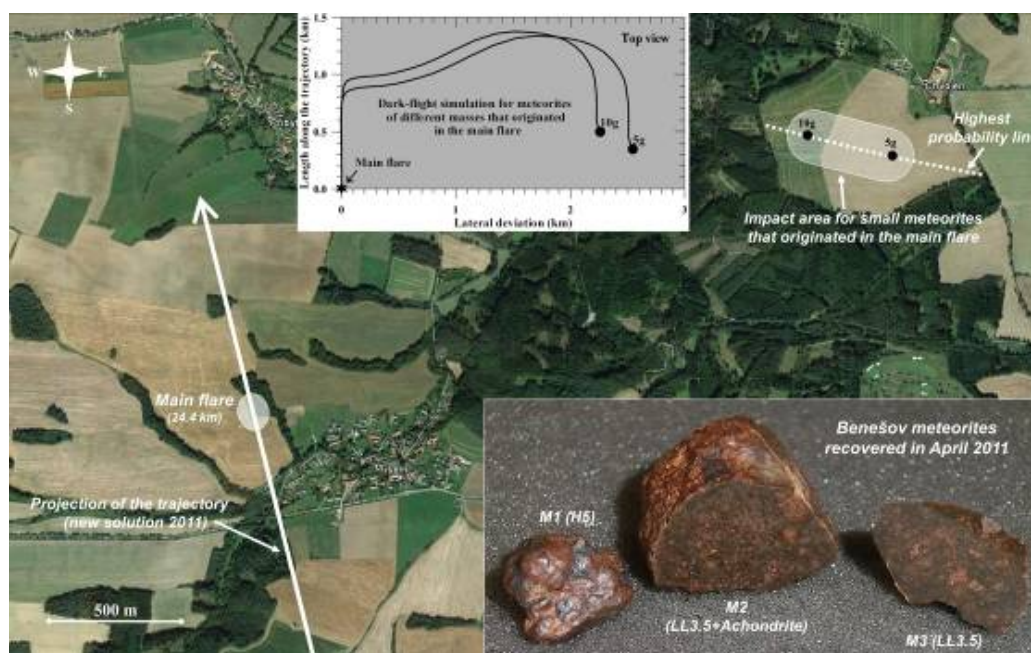 N
W E
S
1.5
1.0
0.5
0.0
Length along the trajectory (km)
Top view
Dark-flight simulation for meteorites
of different masses that originated
in the main flare
10g
5g
Main flare
0
1
2
3
Lateral deviation (km)
Highest
probability line
10g
5g
Impact area for small meteorites
that originated in the main flare
Main flare
(24.4 km)
Projection of the trajectory
(new solution 2011)
500 m
Benešov meteorites
recovered in April 2011
M1 (H5)
M2
(LL3.5+Achondrite)
M3 (LL3.5)